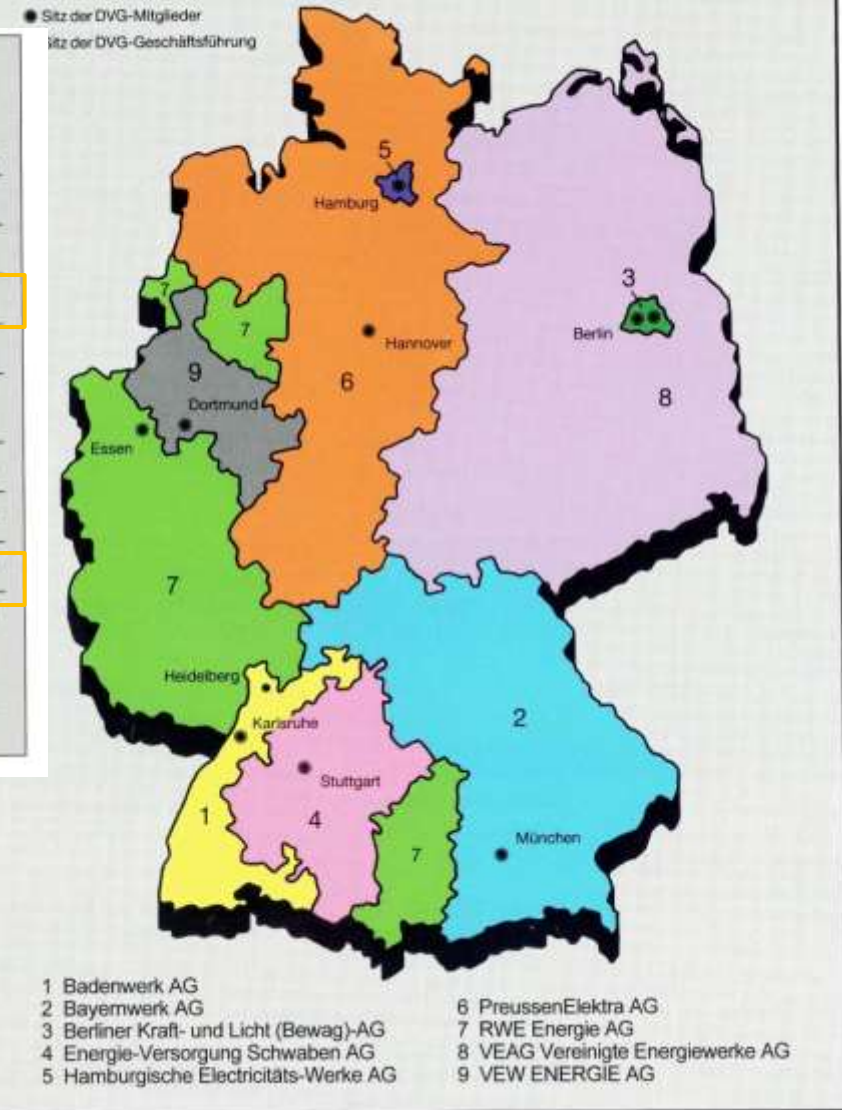 Sitz der DVG-Mitglieder
Sitz der DVG-Geschäftsführung
5
Hamburg
3
Berlin
7
7
Hannover
9
6
8
Dortmund
Essen
7
Heidelberg
2
Karlsruhe
Stuttgart
1
4
München
7
1 Badenwerk AG
2 Bayernwerk AG
3 Berliner Kraft- und Licht (Bewag)-AG
4 Energie-Versorgung Schwaben AG
5 Hamburgische Electricitäts-Werke AG
6 PreussenElektra AG
7 RWE Energie AG
8 VEAG Vereinigte Energiewerke AG
9 VEW ENERGIE AG